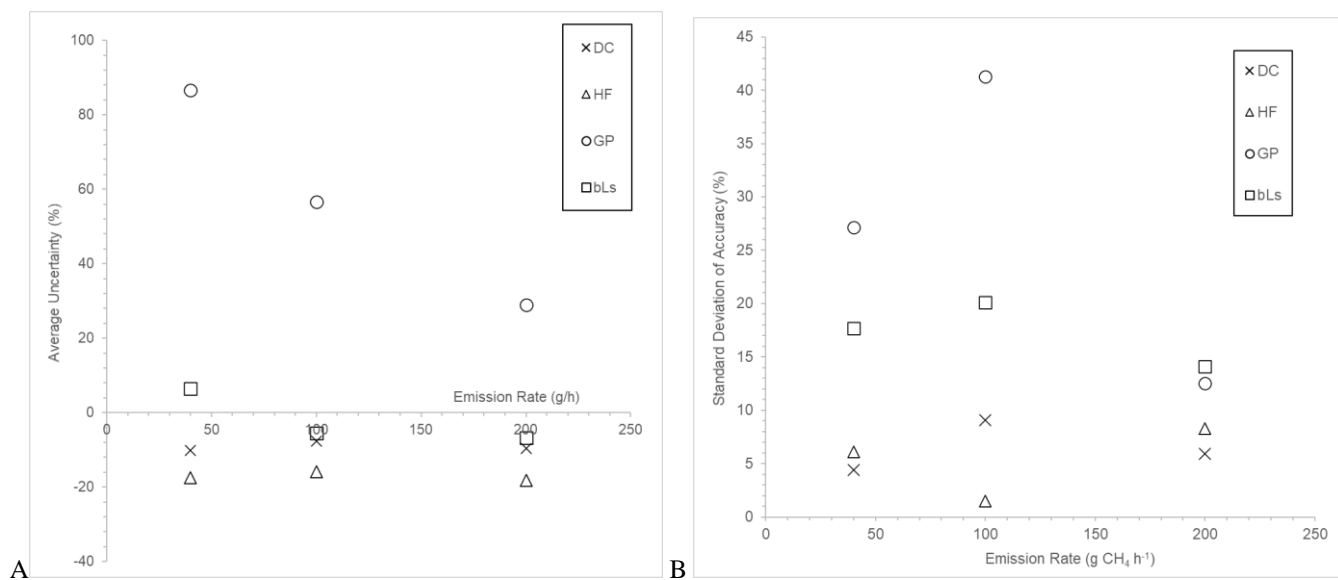 100
80
60
40
20
0
-20
-40
0
50
100
150
200
250
Average Uncertainty (%)
Emission Rate (g/h)
DC
HF
GP
bLs
A
45
40
35
30
25
20
15
10
5
0
0
50
100
150
200
250
Standard Deviation of Accuracy (%)
Emission Rate (g CH₄ h⁻¹)
DC
HF
GP
bLs
B